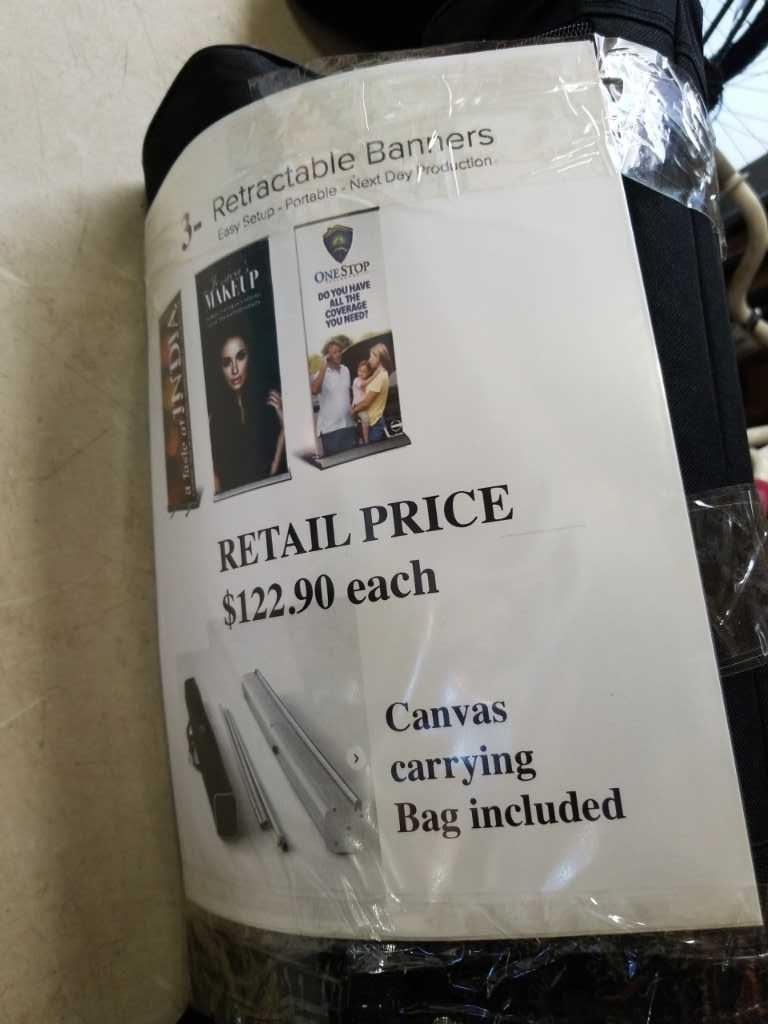 3- Retractable Banners
Easy Setup - Portable - Next Day Production
a Taste of INDIA
MAKEUP
ONE STOP
DO YOU HAVE
ALL THE
COVERAGE
YOU NEED?
RETAIL PRICE
$122.90 each
Canvas
carrying
Bag included